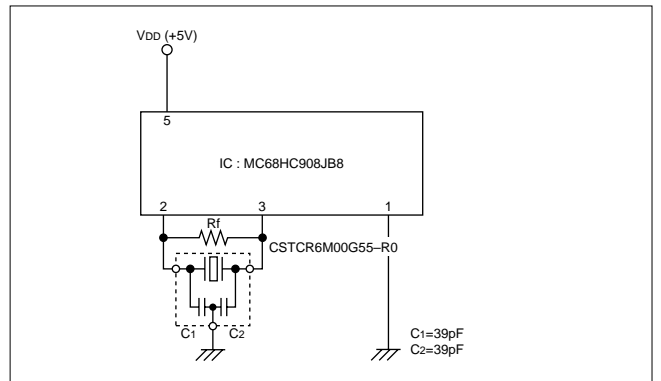 VDD (+5V)
5
IC : MC68HC908JB8
2 3 1
Rf
CSTCR6M00G55–R0
C1 C2
C1=39pF
C2=39pF